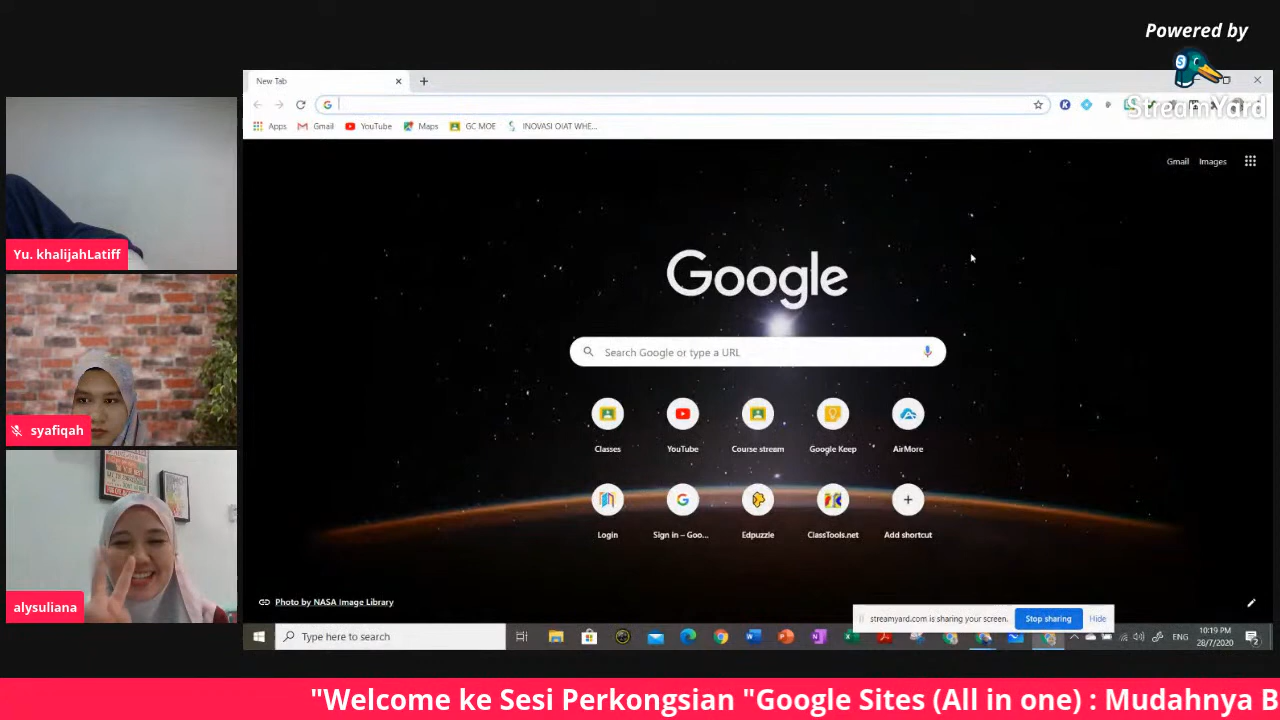 Powered by
StreamYard
New Tab
Apps Gmail YouTube Maps GC MOE INOVASI OIAT WHE...
Gmail Images
Google
Search Google or type a URL
Classes YouTube Course stream Google Keep AirMore
Login Sign in – Goo... Edpuzzle ClassTools.net Add shortcut
Photo by NASA Image Library
streamyard.com is sharing your screen. Stop sharing Hide
Type here to search
ENG
10:19 PM
28/7/2020
Yu. khalijahLatiff
syafiqah
alysuliana
"Welcome ke Sesi Perkongsian "Google Sites (All in one) : Mudahnya B